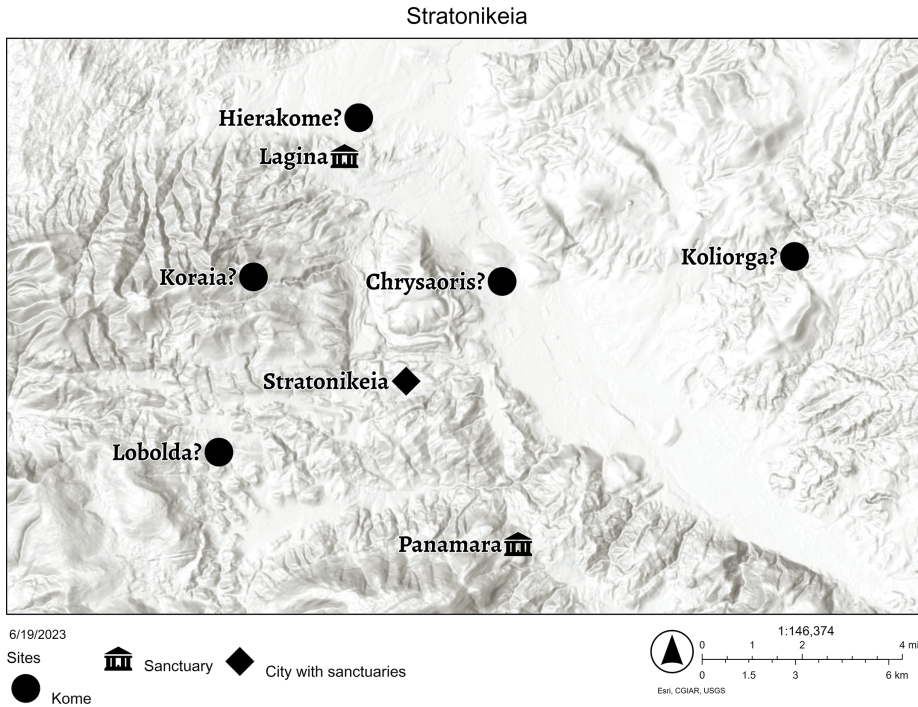 Stratonikeia
Hierakome?
Lagina
Koliorga?
Koraia?
Chrysaoris?
Stratonikeia
Lobolda?
Panamara
6/19/2023
Sites
Kome
Sanctuary
City with sanctuaries
1:146,374
0 1 2 4 mi
0 1.5 3 6 km
Esri, CGIAR, USGS